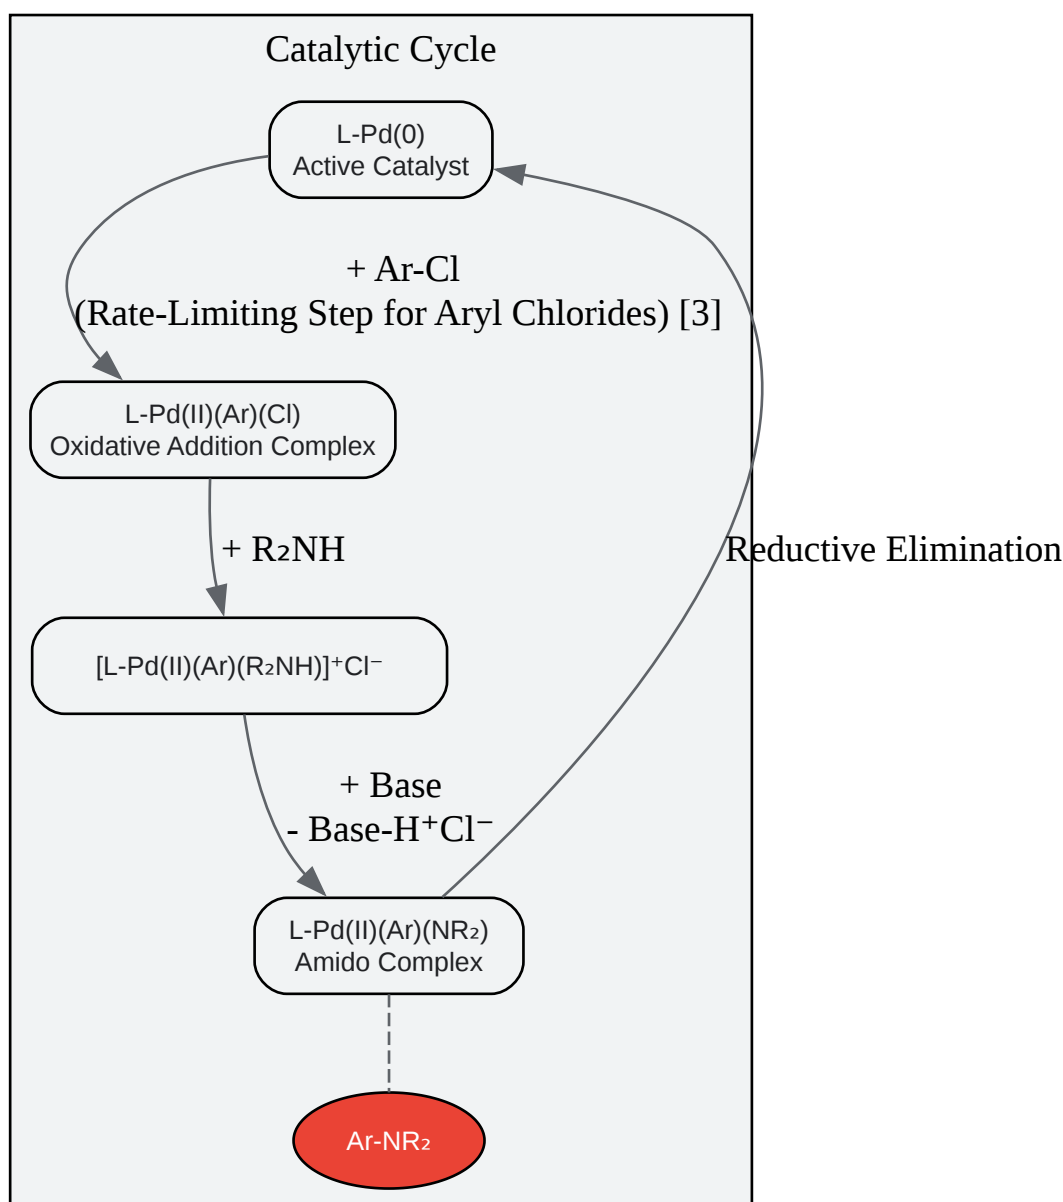 Catalytic Cycle
L-Pd(0)
Active Catalyst
+ Ar-Cl
(Rate-Limiting Step for Aryl Chlorides) [3]
L-Pd(II)(Ar)(Cl)
Oxidative Addition Complex
+ R₂NH
Reductive Elimination
[L-Pd(II)(Ar)(R₂NH)]⁺Cl⁻
+ Base
- Base-H⁺Cl⁻
L-Pd(II)(Ar)(NR₂)
Amido Complex
Ar-NR₂